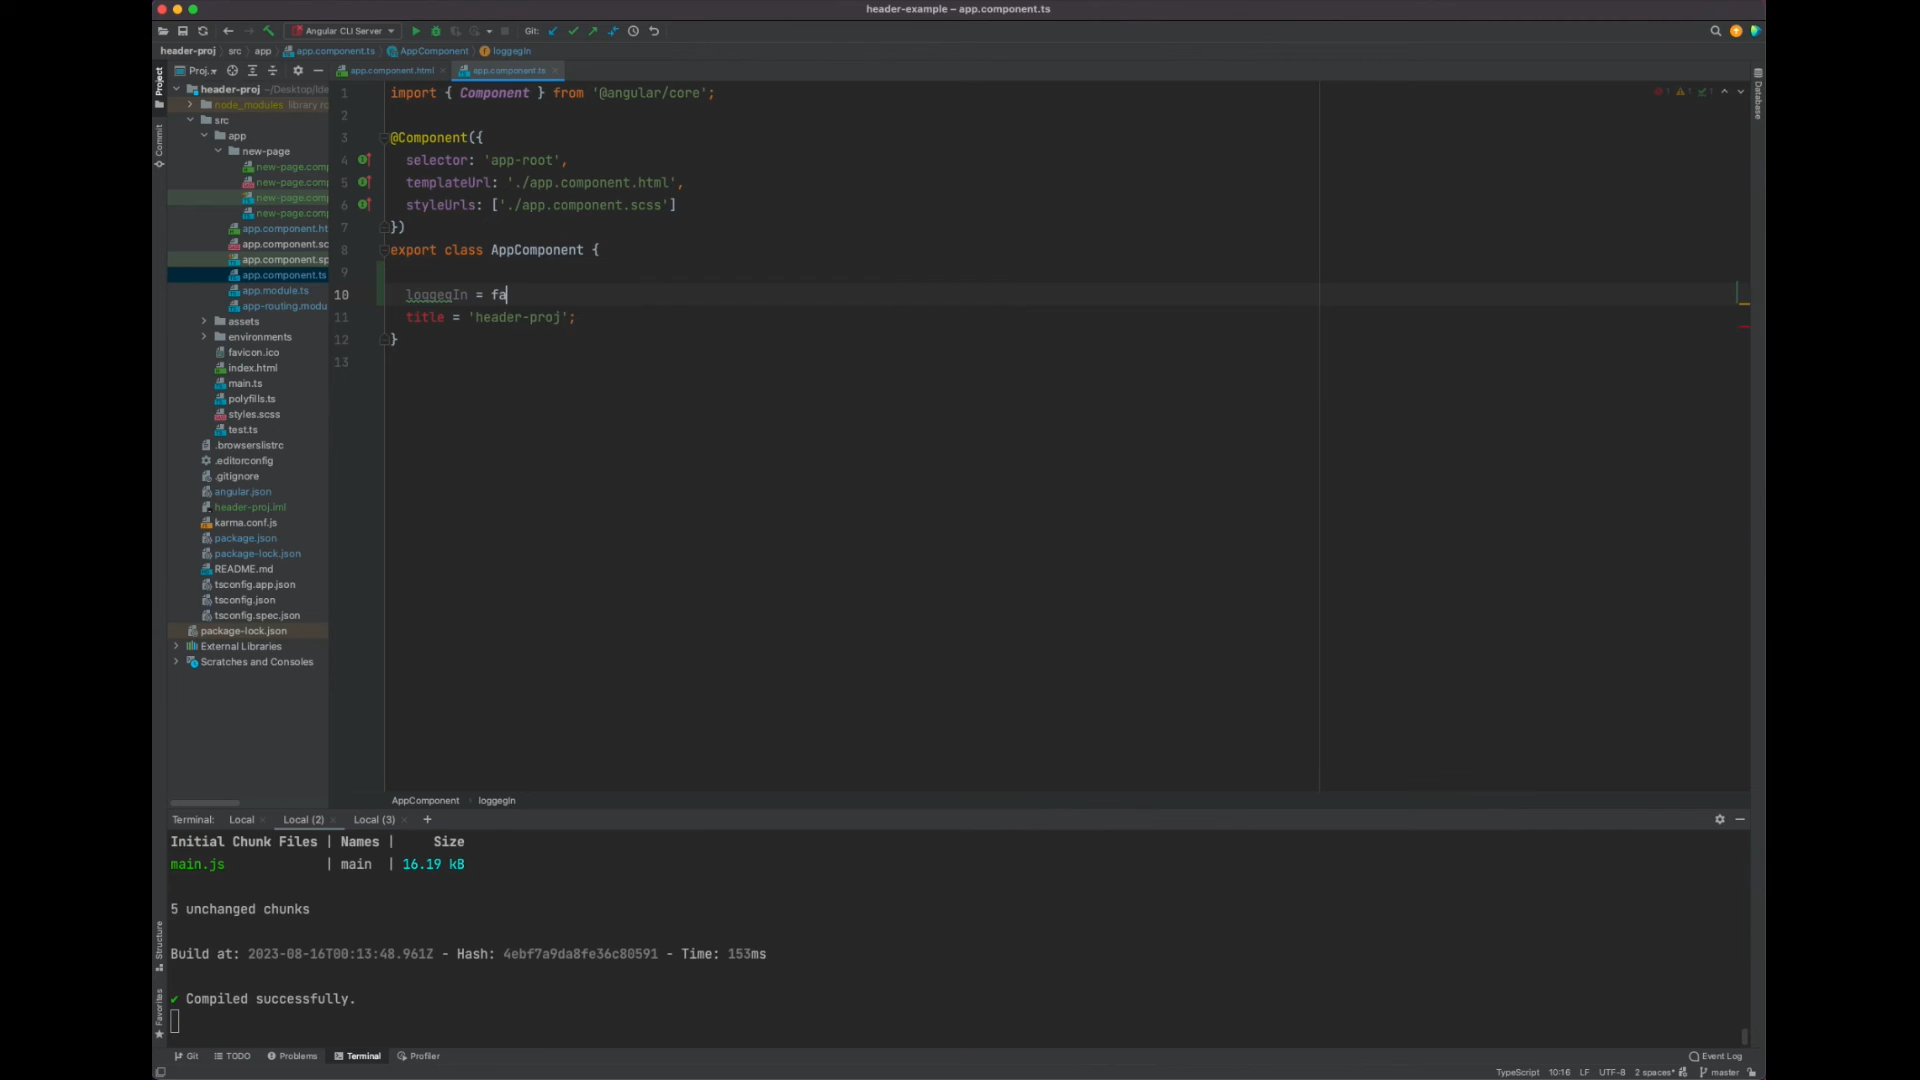 header-example – app.component.ts
Angular CLI Server
Git:
header-proj src app app.component.ts AppComponent loggegIn
Proj.
app.component.html
app.component.ts
Project
Commit
Structure
Favorites
Database
header-proj ~/Desktop/Ide
node_modules library ro
src
app
new-page
new-page.comp
new-page.comp
new-page.comp
new-page.comp
app.component.ht
app.component.sc
app.component.sp
app.component.ts
app.module.ts
app-routing.modu
assets
environments
favicon.ico
index.html
main.ts
polyfills.ts
styles.scss
test.ts
.browserslistrc
.editorconfig
.gitignore
angular.json
header-proj.iml
karma.conf.js
package.json
package-lock.json
README.md
tsconfig.app.json
tsconfig.json
tsconfig.spec.json
package-lock.json
External Libraries
Scratches and Consoles
1 import { Component } from '@angular/core';
2
3 @Component({
4 selector: 'app-root',
5 templateUrl: './app.component.html',
6 styleUrls: ['./app.component.scss']
7 })
8 export class AppComponent {
9
10 loggegIn = fa
11 title = 'header-proj';
12 }
13
1 1 1
AppComponent loggegIn
Terminal: Local Local (2) Local (3) +
Initial Chunk Files | Names | Size
main.js | main | 16.19 kB
5 unchanged chunks
Build at: 2023-08-16T00:13:48.961Z - Hash: 4ebf7a9da8fe36c80591 - Time: 153ms
✓ Compiled successfully.
Git TODO Problems Terminal Profiler
Event Log
TypeScript 10:16 LF UTF-8 2 spaces* master